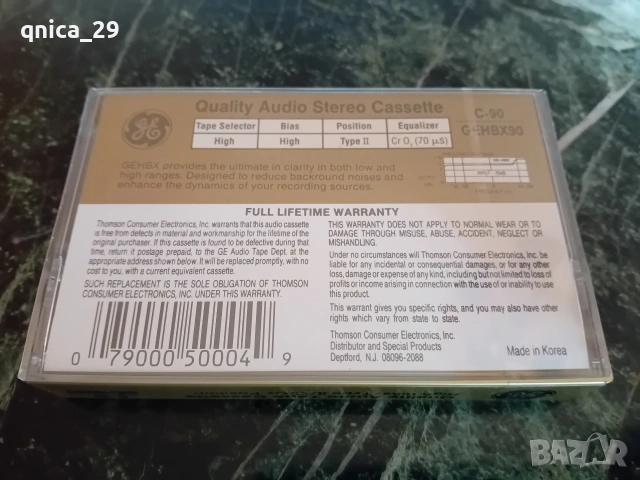 qnica_29
Quality Audio Stereo Cassette
C-90
GEHBX90
GE
Tape Selector Bias Position Equalizer
High High Type II CrO₂ (70 µS)
GEHBX provides the ultimate in clarity in both low and
high ranges. Designed to reduce backround noises and
enhance the dynamics of your recording sources.
FULL LIFETIME WARRANTY
Thomson Consumer Electronics, Inc. warrants that this audio cassette
is free from defects in material and workmanship for the lifetime of the
original purchaser. If this cassette is found to be defective during that
time, return it postage prepaid, to the GE Audio Tape Dept. at the
appropriate address shown below. It will be replaced promptly, with no
cost to you, with a current equivalent cassette.
SUCH REPLACEMENT IS THE SOLE OBLIGATION OF THOMSON
CONSUMER ELECTRONICS, INC. UNDER THIS WARRANTY.
0 79000 50004 9
THIS WARRANTY DOES NOT APPLY TO NORMAL WEAR OR TO
DAMAGE THROUGH MISUSE, ABUSE, ACCIDENT, NEGLECT OR
MISHANDLING.
Under no circumstances will Thomson Consumer Electronics, Inc. be
liable for any incidental or consequential damages, or for any other
loss, damage or expense of any kind, including but not limited to loss of
profits or income arising in connection with the use of or inability to use
this product.
This warrant gives you specific rights, and you may also have other
rights which vary from state to state.
Thomson Consumer Electronics, Inc.
Distributor and Special Products
Deptford, N.J. 08096-2088
Made in Korea
BAZAR